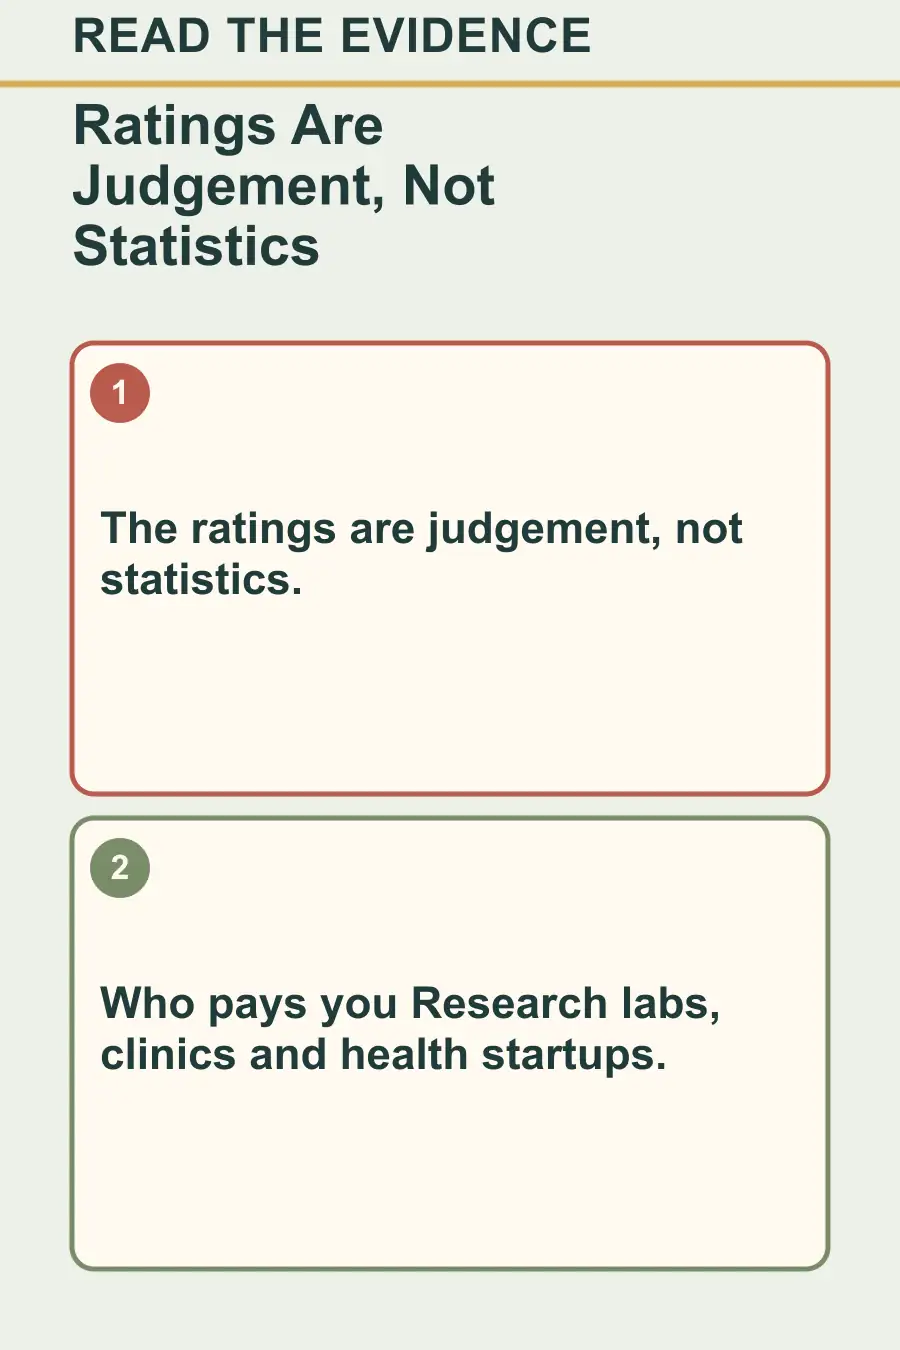 READ THE EVIDENCE
Ratings Are
Judgement, Not
Statistics
1
The ratings are judgement, not
statistics.
2
Who pays you Research labs,
clinics and health startups.